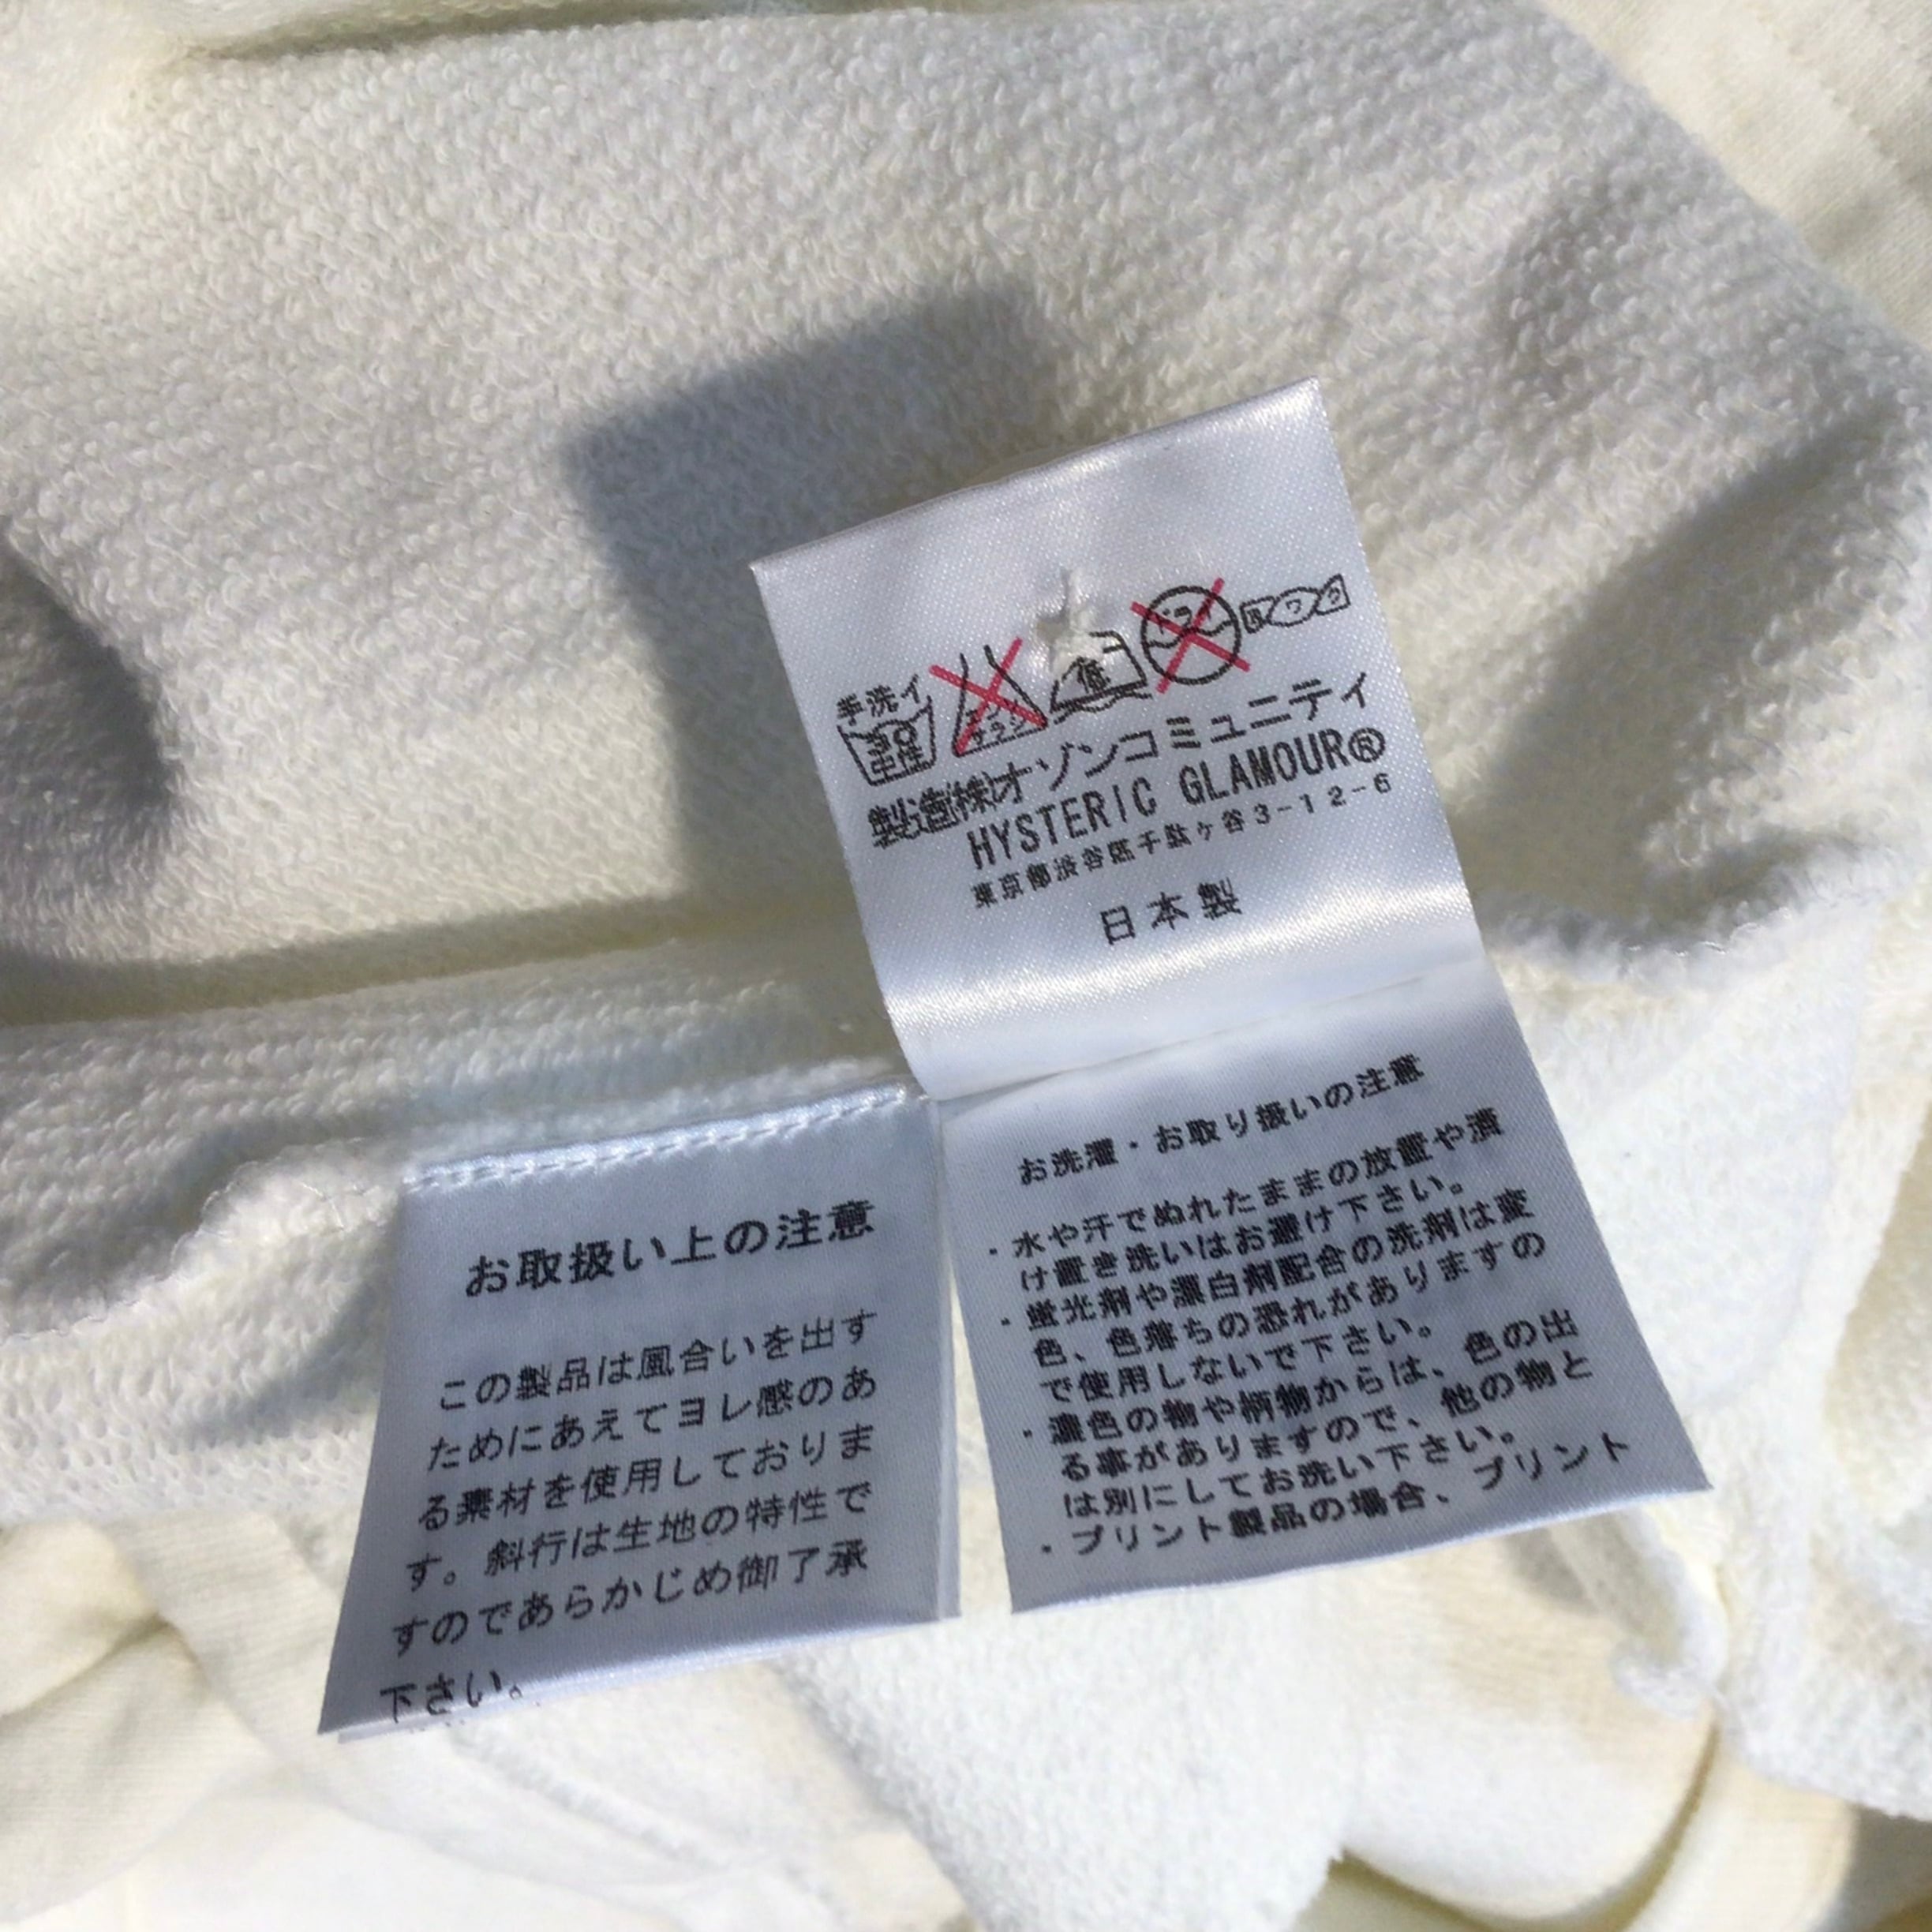 手洗イ
中性
ドライ
製造(株)オゾンコミュニティ
HYSTERIC GLAMOUR®
東京都渋谷区千駄ヶ谷3-12-6
日本製
お洗濯・お取り扱いの注意
・水や汗でぬれたままの放置や漬
け置き洗いはお避け下さい。
・蛍光剤や漂白剤配合の洗剤は変
色、色落ちの恐れがありますの
で使用しないで下さい。
・濃色の物や柄物からは、色の出
る事がありますので、他の物と
は別にしてお洗い下さい。
・プリント製品の場合、プリント
お取扱い上の注意
この製品は風合いを出す
ためにあえてヨレ感のあ
る素材を使用しておりま
す。斜行は生地の特性で
すのであらかじめ御了承
下さい。